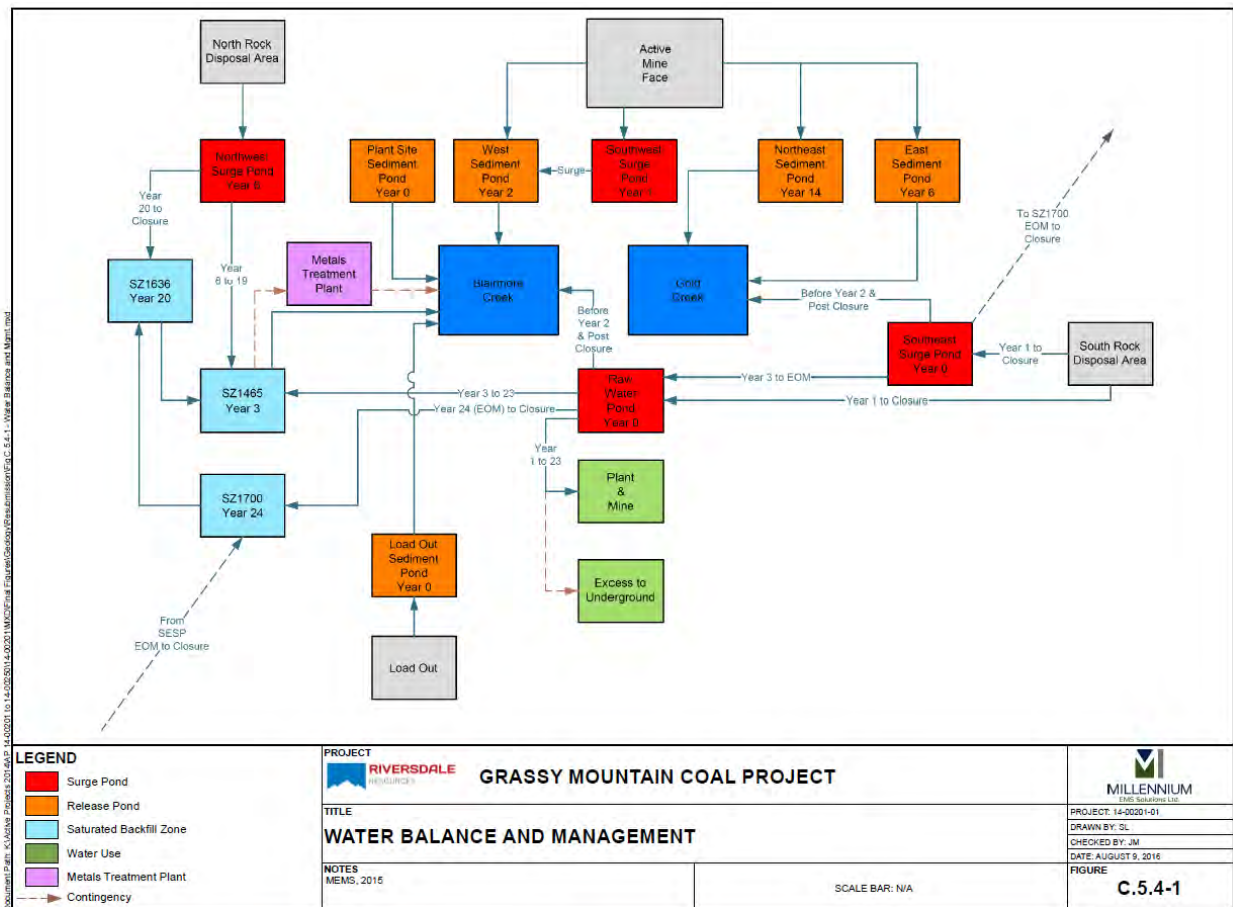 North Rock
Disposal Area
Active
Mine
Face
Northwest
Surge Pond
Year 6
Plant Site
Sediment
Pond
Year 0
West
Sediment
Pond
Year 2
Surge
Southwest
Surge
Pond
Year 1
Northeast
Sediment
Pond
Year 14
East
Sediment
Pond
Year 6
Year
20 to
Closure
To SZ1700
EOM to
Closure
SZ1636
Year 20
Year
6 to 19
Metals
Treatment
Plant
Blairmore
Creek
Gold
Creek
Before
Year 2
& Post
Closure
Before Year 2 &
Post Closure
Southeast
Surge Pond
Year 0
Year 1 to
Closure
South Rock
Disposal Area
SZ1465
Year 3
Year 3 to 23
Year 24 (EOM) to Closure
Raw
Water
Pond
Year 0
Year 3 to EOM
Year 1 to Closure
Year
1 to 23
SZ1700
Year 24
Plant
&
Mine
Load Out
Sediment
Pond
Year 0
Excess to
Underground
From
SESP
EOM to Closure
Load Out
LEGEND
Surge Pond
Release Pond
Saturated Backfill Zone
Water Use
Metals Treatment Plant
Contingency
PROJECT
RIVERSDALE
RESOURCES
GRASSY MOUNTAIN COAL PROJECT
TITLE
WATER BALANCE AND MANAGEMENT
NOTES
MEMS, 2015
SCALE BAR: N/A
MILLENNIUM
EMS Solutions Ltd.
PROJECT: 14-00201-01
DRAWN BY: SL
CHECKED BY: JM
DATE: AUGUST 9, 2016
FIGURE
C.5.4-1